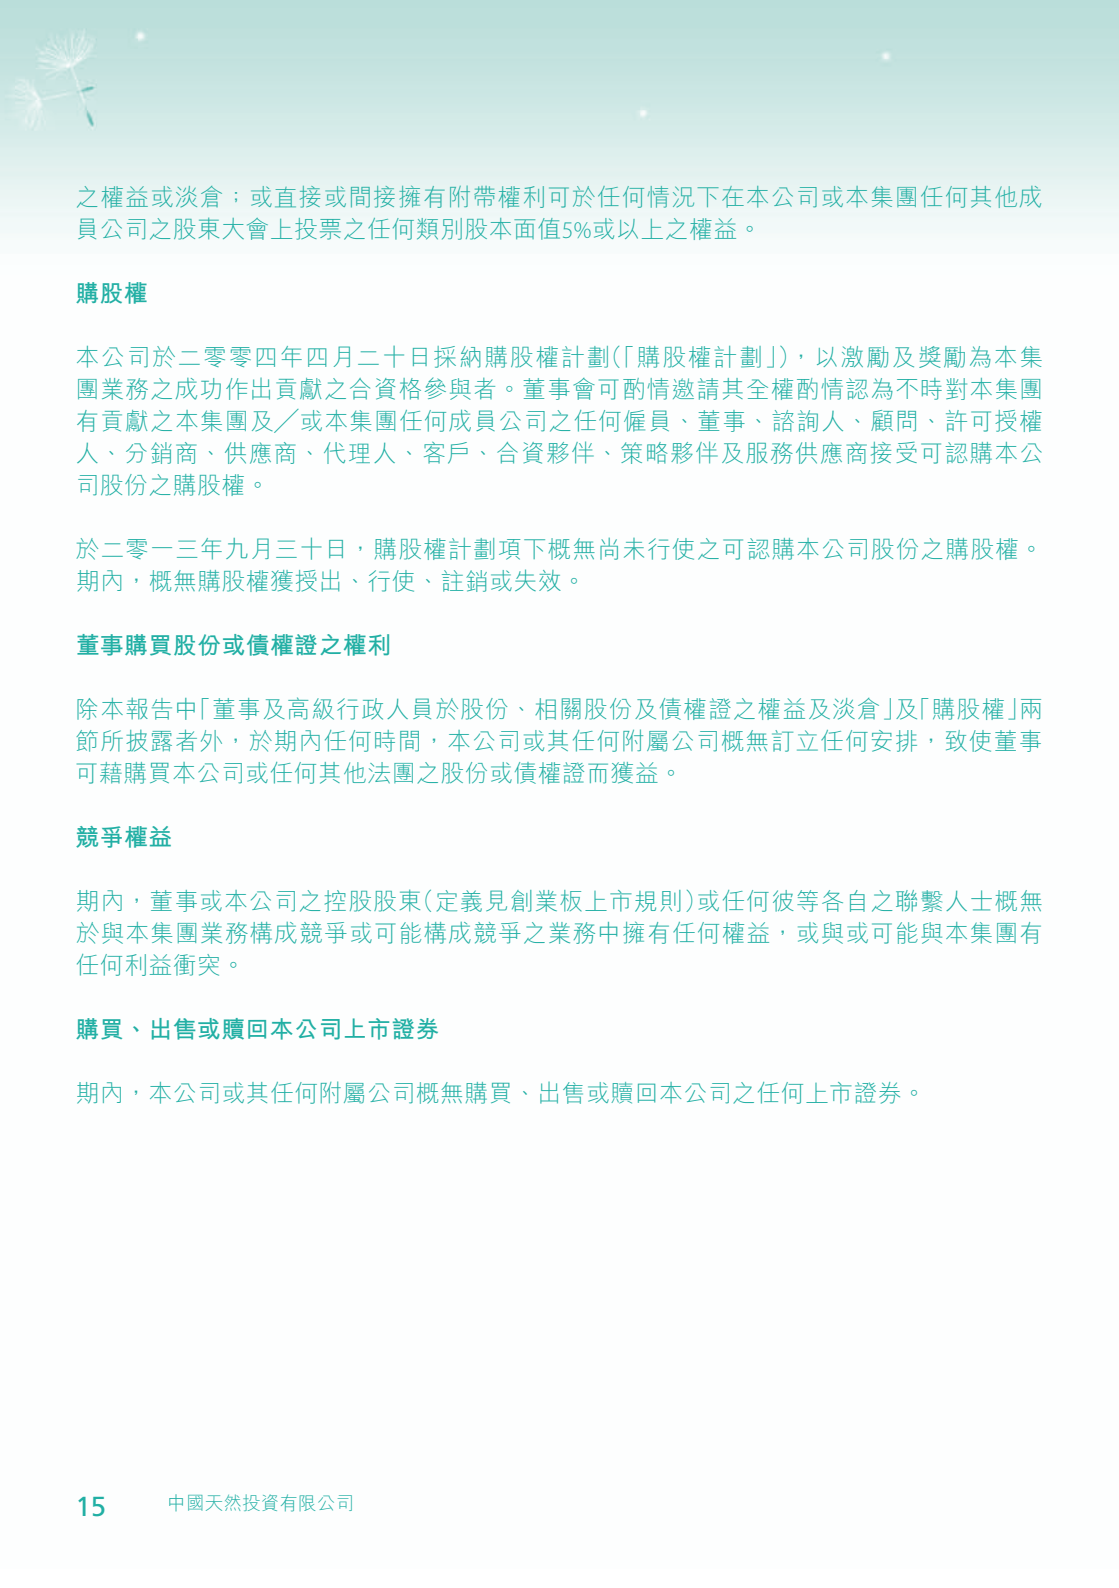 之權益或淡倉；或直接或間接擁有附帶權利可於任何情況下在本公司或本集團任何其他成
員公司之股東大會上投票之任何類別股本面值5%或以上之權益。
購股權
本公司於二零零四年四月二十日採納購股權計劃(「購股權計劃」)，以激勵及獎勵為本集
團業務之成功作出貢獻之合資格參與者。董事會可酌情邀請其全權酌情認為不時對本集團
有貢獻之本集團及╱或本集團任何成員公司之任何僱員、董事、諮詢人、顧問、許可授權
人、分銷商、供應商、代理人、客戶、合資夥伴、策略夥伴及服務供應商接受可認購本公
司股份之購股權。
於二零一三年九月三十日，購股權計劃項下概無尚未行使之可認購本公司股份之購股權。
期內，概無購股權獲授出、行使、註銷或失效。
董事購買股份或債權證之權利
除本報告中「董事及高級行政人員於股份、相關股份及債權證之權益及淡倉」及「購股權」兩
節所披露者外，於期內任何時間，本公司或其任何附屬公司概無訂立任何安排，致使董事
可藉購買本公司或任何其他法團之股份或債權證而獲益。
競爭權益
期內，董事或本公司之控股股東(定義見創業板上市規則)或任何彼等各自之聯繫人士概無
於與本集團業務構成競爭或可能構成競爭之業務中擁有任何權益，或與或可能與本集團有
任何利益衝突。
購買、出售或贖回本公司上市證券
期內，本公司或其任何附屬公司概無購買、出售或贖回本公司之任何上市證券。
15 中國天然投資有限公司